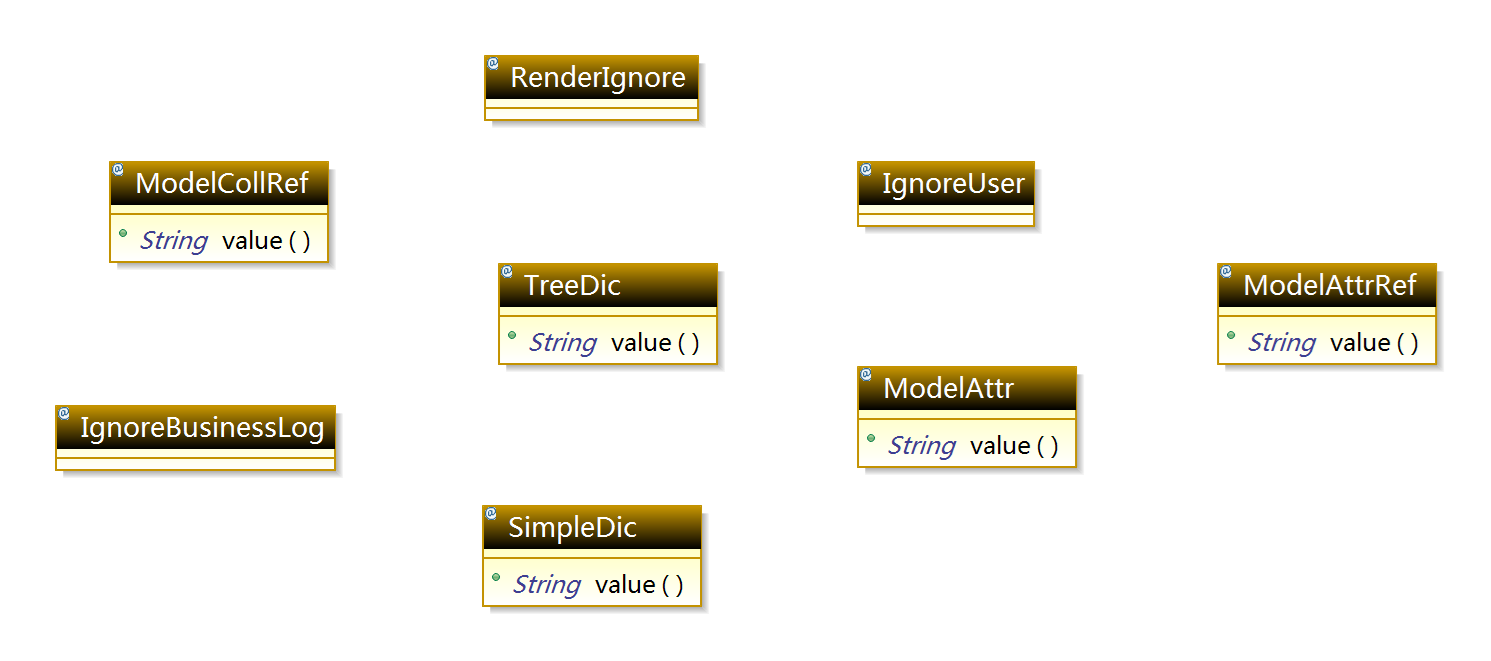 RenderIgnore
ModelCollRef
String value ( )
IgnoreUser
TreeDic
String value ( )
ModelAttrRef
String value ( )
ModelAttr
String value ( )
IgnoreBusinessLog
SimpleDic
String value ( )